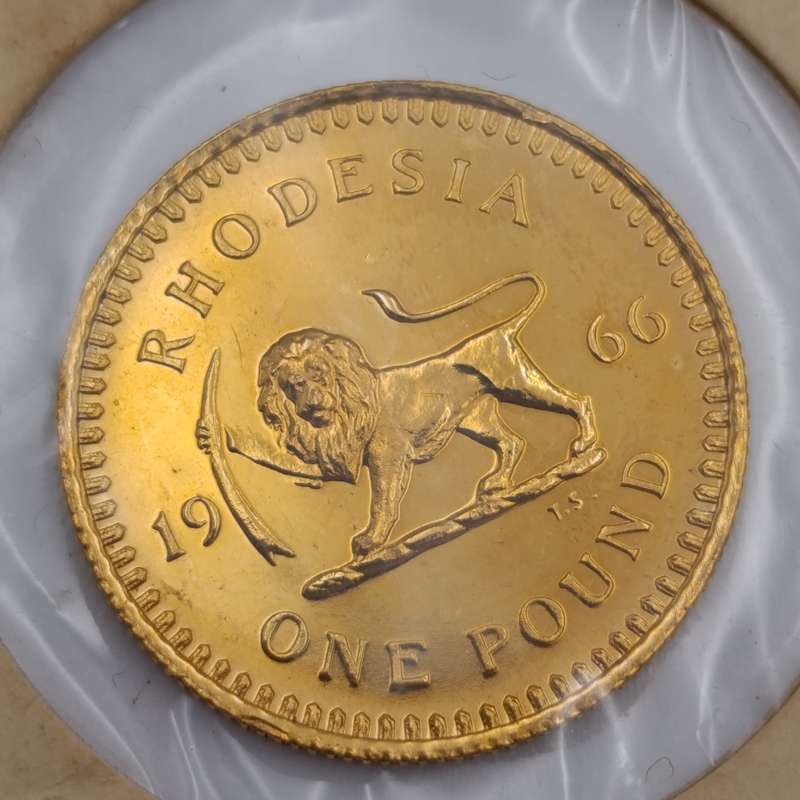 RHODESIA
19 66
T.S.
ONE POUND